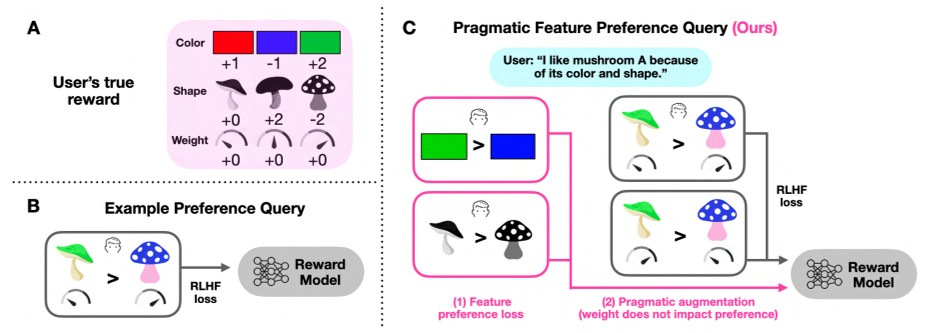 A
User's true
reward
Color
+1 -1 +2
Shape
+0 +2 -2
Weight
+0 +0 +0
B
Example Preference Query
>
RLHF
loss
Reward
Model
C
Pragmatic Feature Preference Query (Ours)
User: "I like mushroom A because
of its color and shape."
>
>
>
>
RLHF
loss
Reward
Model
(1) Feature
preference loss
(2) Pragmatic augmentation
(weight does not impact preference)